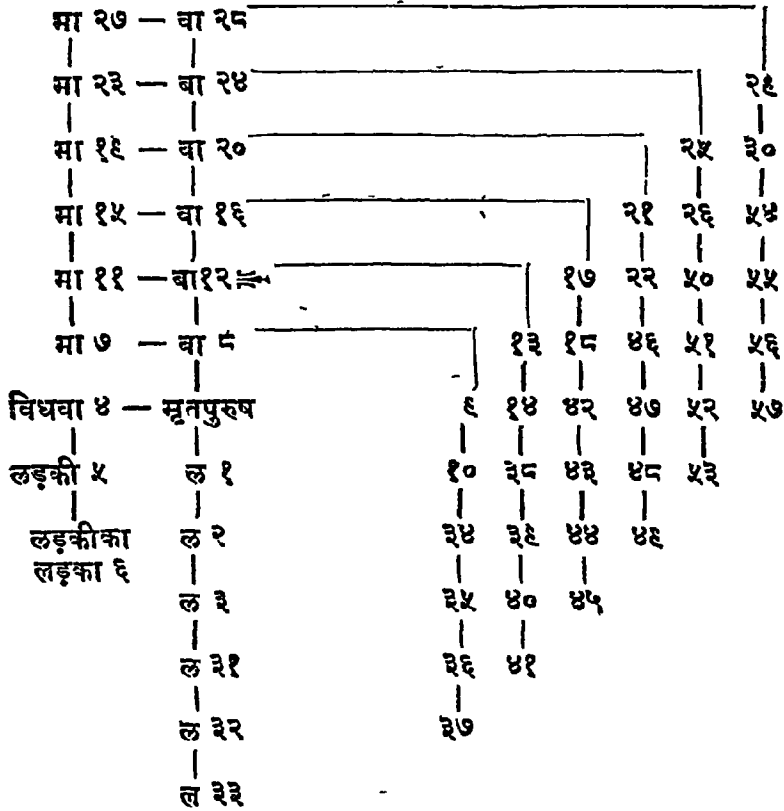 मा २७ — बा २८
मा २३ — बा २४ २९
मा १९ — बा २० २५ ३०
मा १५ — बा १६ २१ २६ ५४
मा ११ — बा १२ १७ २२ ५० ५५
मा ७ — बा ८ १३ १८ ४६ ५१ ५६
विधवा ४ — मृतपुरुष ९ १४ ४२ ४७ ५२ ५७
लड़की ५ ल १ १० ३८ ४३ ४८ ५३
लड़कीका ल २ ३४ ३९ ४४ ४९
लड़का ६
ल ३ ३५ ४० ४५
ल ३१ ३६ ४१
ल ३२ ३७
ल ३३